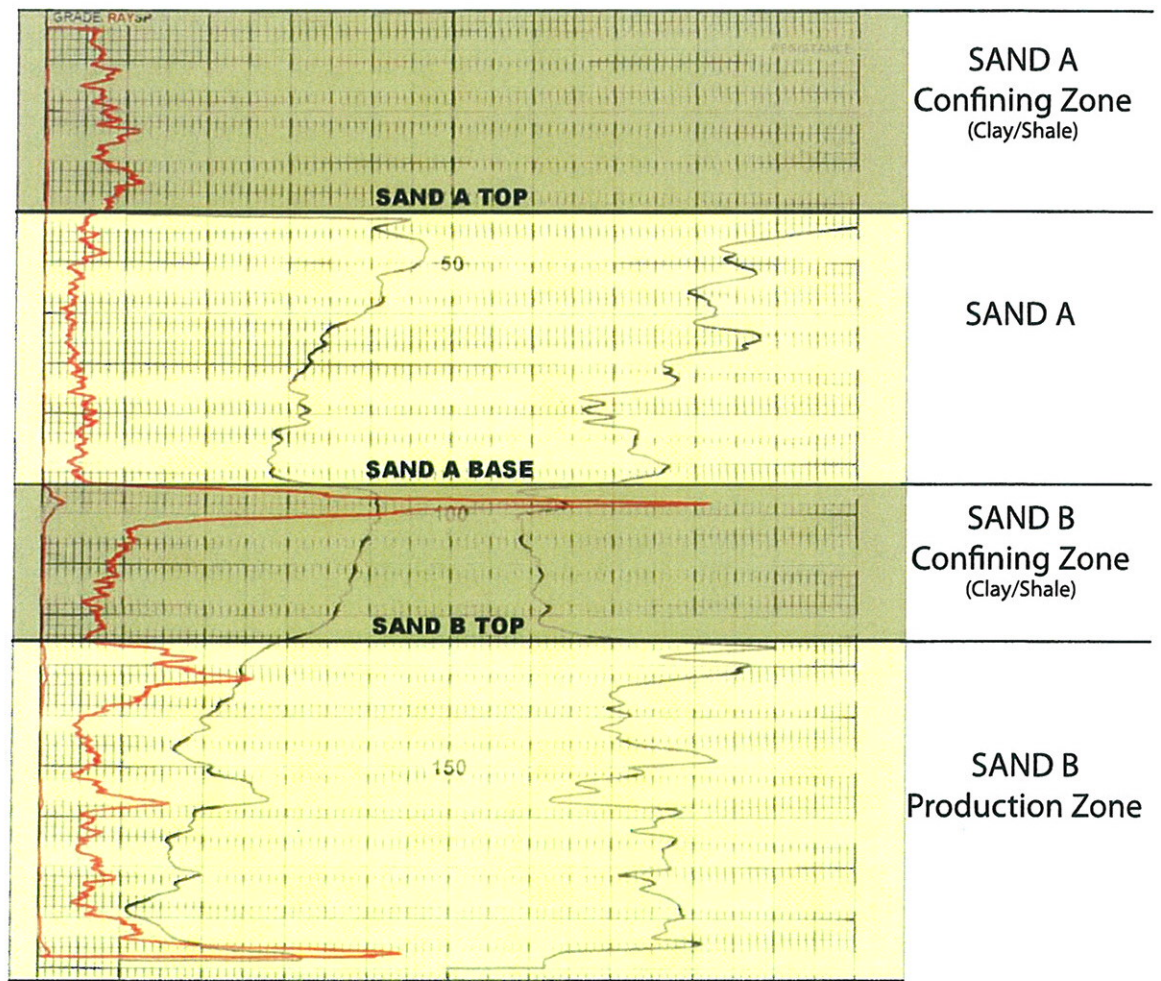 GRADE RAY SP
RESISTANCE
SAND A
Confining Zone
(Clay/Shale)
SAND A TOP
50
SAND A
SAND A BASE
100
SAND B
Confining Zone
(Clay/Shale)
SAND B TOP
150
SAND B
Production Zone